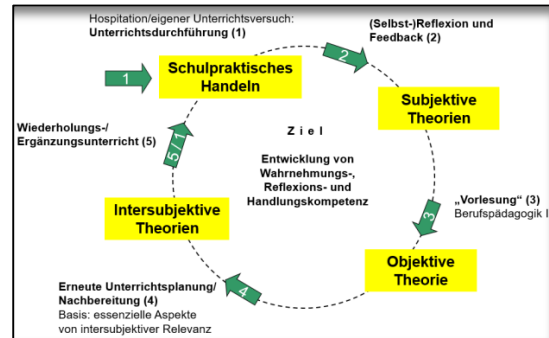 Hospitation/eigener Unterrichtsversuch:
Unterrichtsdurchführung (1)
(Selbst-)Reflexion und
Feedback (2)
1
2
Schulpraktisches
Handeln
Subjektive
Theorien
Wiederholungs-/
Ergänzungsunterricht (5)
5 / 1
Ziel
Entwicklung von
Wahrnehmungs-,
Reflexions- und
Handlungskompetenz
Intersubjektive
Theorien
3
„Vorlesung“ (3)
Berufspädagogik I
Objektive
Theorie
4
Erneute Unterrichtsplanung/
Nachbereitung (4)
Basis: essenzielle Aspekte
von intersubjektiver Relevanz